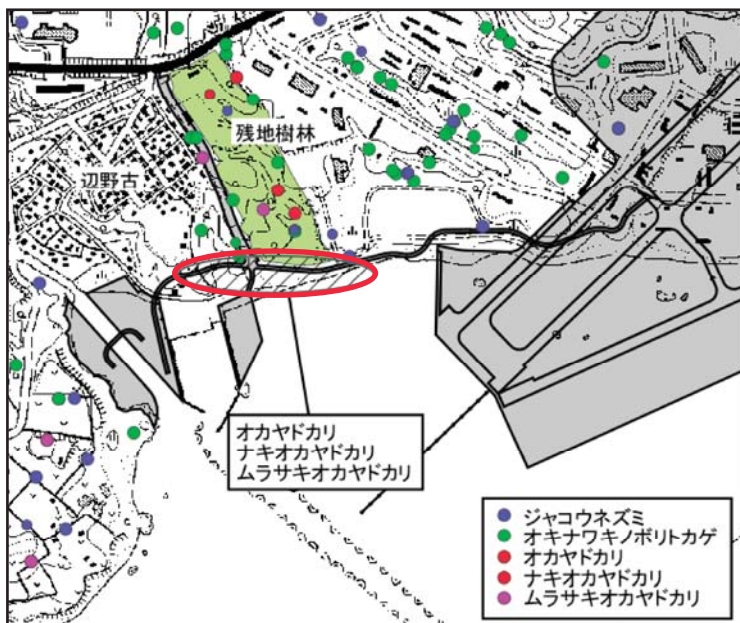 残地樹林
辺野古
オカヤドカリ
ナキオカヤドカリ
ムラサキオカヤドカリ
ジャコウネズミ
オキナワキノボリトカゲ
オカヤドカリ
ナキオカヤドカリ
ムラサキオカヤドカリ